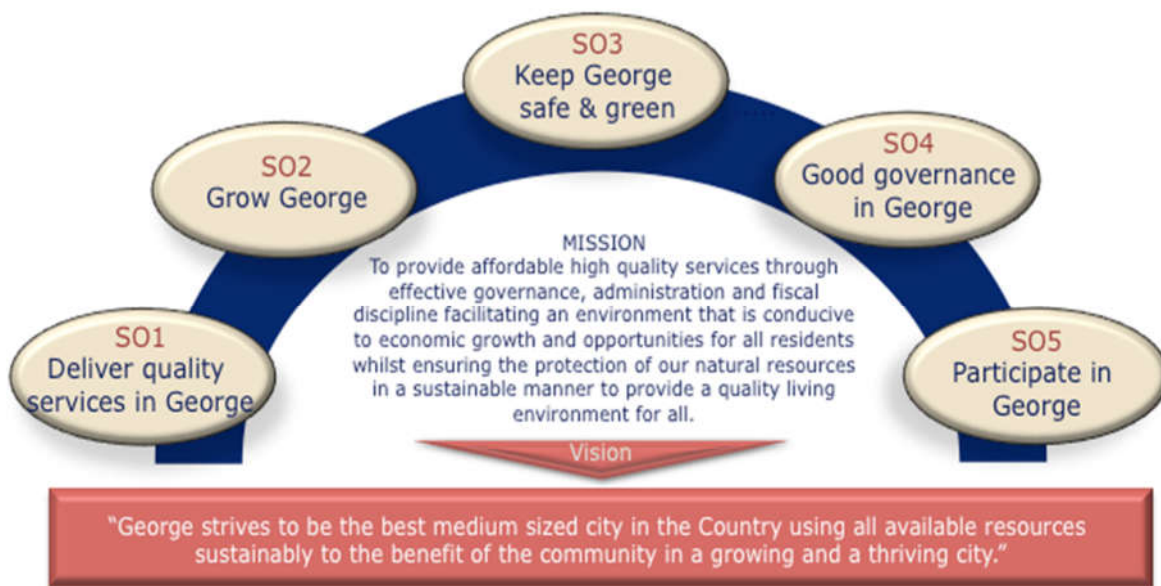 SO3
Keep George
safe & green
SO2
Grow George
SO4
Good governance
in George
SO1
Deliver quality
services in George
SO5
Participate in
George
MISSION
To provide affordable high quality services through
effective governance, administration and fiscal
discipline facilitating an environment that is conducive
to economic growth and opportunities for all residents
whilst ensuring the protection of our natural resources
in a sustainable manner to provide a quality living
environment for all.
Vision
“George strives to be the best medium sized city in the Country using all available resources
sustainably to the benefit of the community in a growing and a thriving city.”